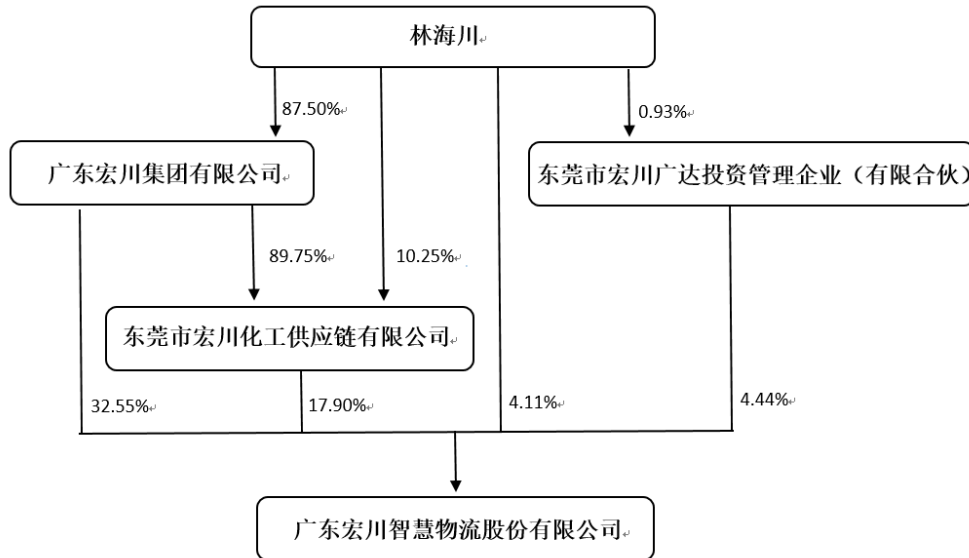 林海川
87.50%
0.93%
广东宏川集团有限公司
东莞市宏川广达投资管理企业（有限合伙）
89.75%
10.25%
东莞市宏川化工供应链有限公司
32.55%
17.90%
4.11%
4.44%
广东宏川智慧物流股份有限公司